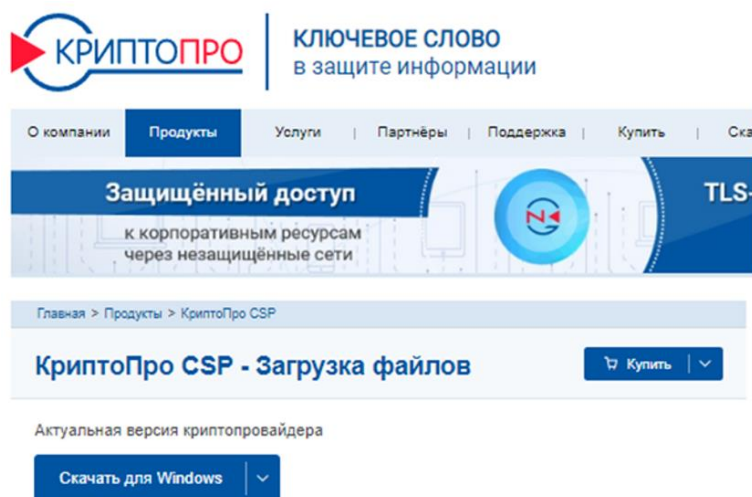 КРИПТОПРО
КЛЮЧЕВОЕ СЛОВО
в защите информации
О компании Продукты Услуги | Партнёры | Поддержка | Купить |
Защищённый доступ
TLS-
к корпоративным ресурсам
через незащищённые сети
Главная > Продукты > КриптоПро CSP
КриптоПро CSP - Загрузка файлов
Купить
Актуальная версия криптопровайдера
Скачать для Windows